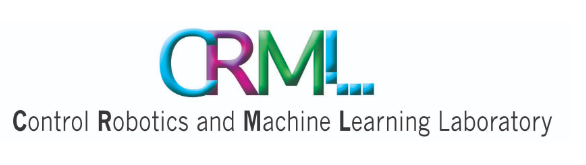 CRML...
Control Robotics and Machine Learning Laboratory